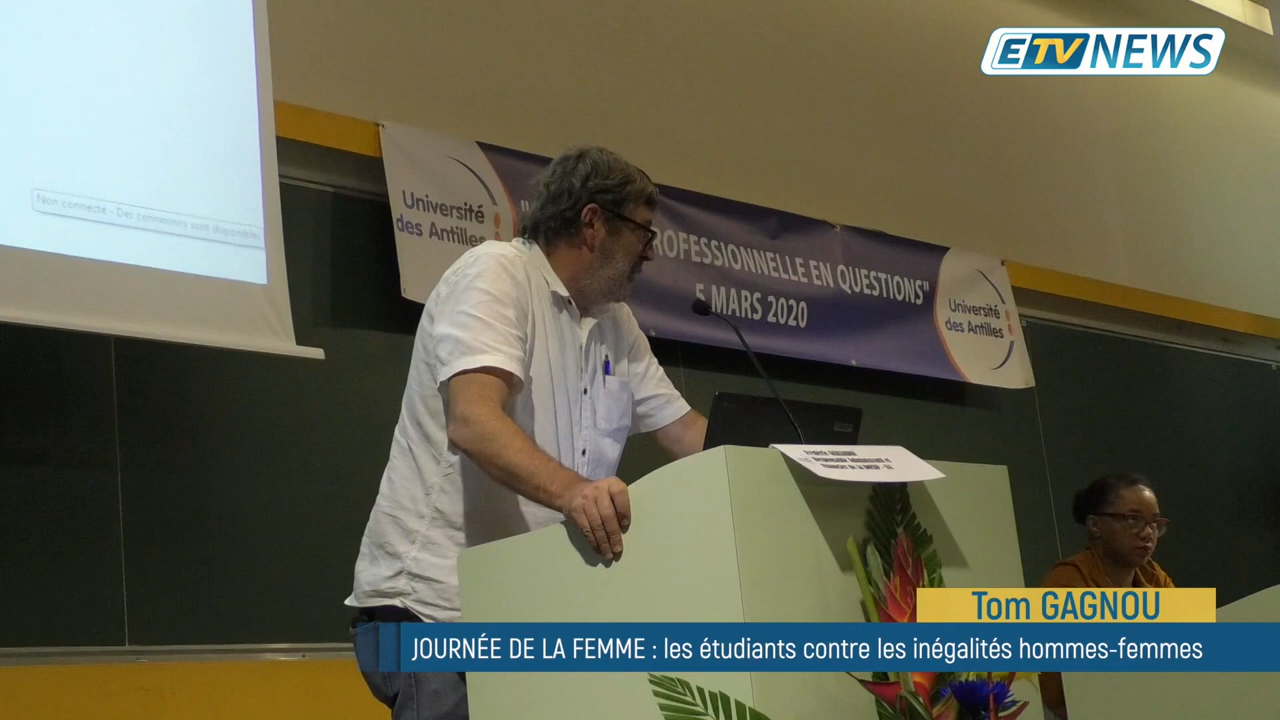 ETV NEWS
Non connecté - Des connexions sont disponibles
Université
des Antilles
PROFESSIONNELLE EN QUESTIONS"
5 MARS 2020
Université
des Antilles
Tom GAGNOU
JOURNÉE DE LA FEMME : les étudiants contre les inégalités hommes-femmes